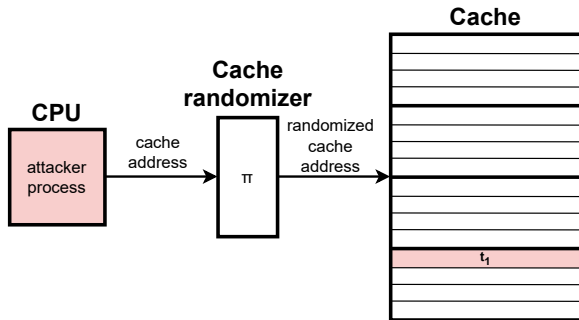 Cache
Cache
randomizer
CPU
attacker
process
cache
address
π
randomized
cache
address
t₁